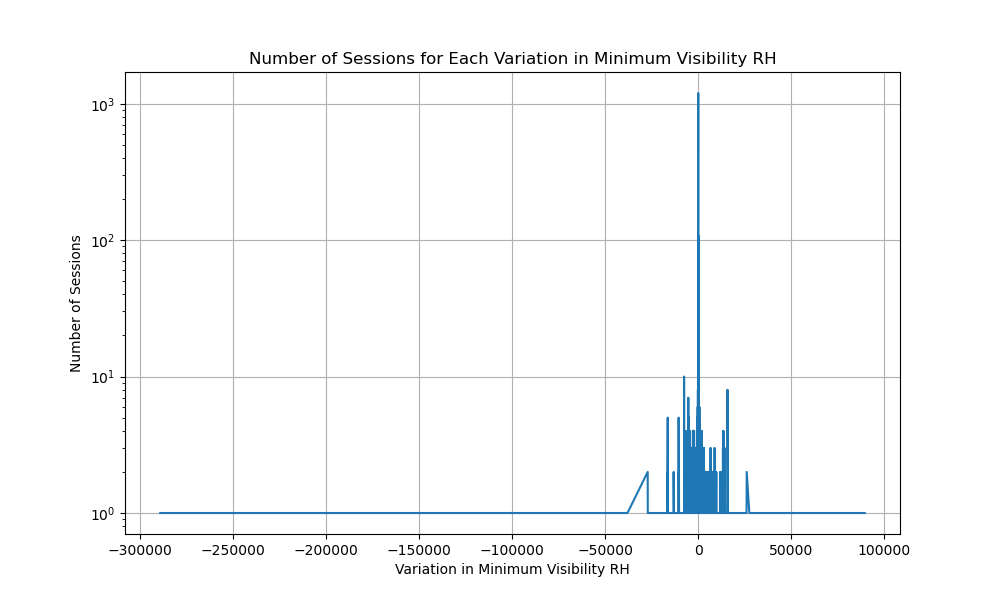 Number of Sessions for Each Variation in Minimum Visibility RH
Number of Sessions
10³
10²
10¹
10⁰
−300000 −250000 −200000 −150000 −100000 −50000 0 50000 100000
Variation in Minimum Visibility RH